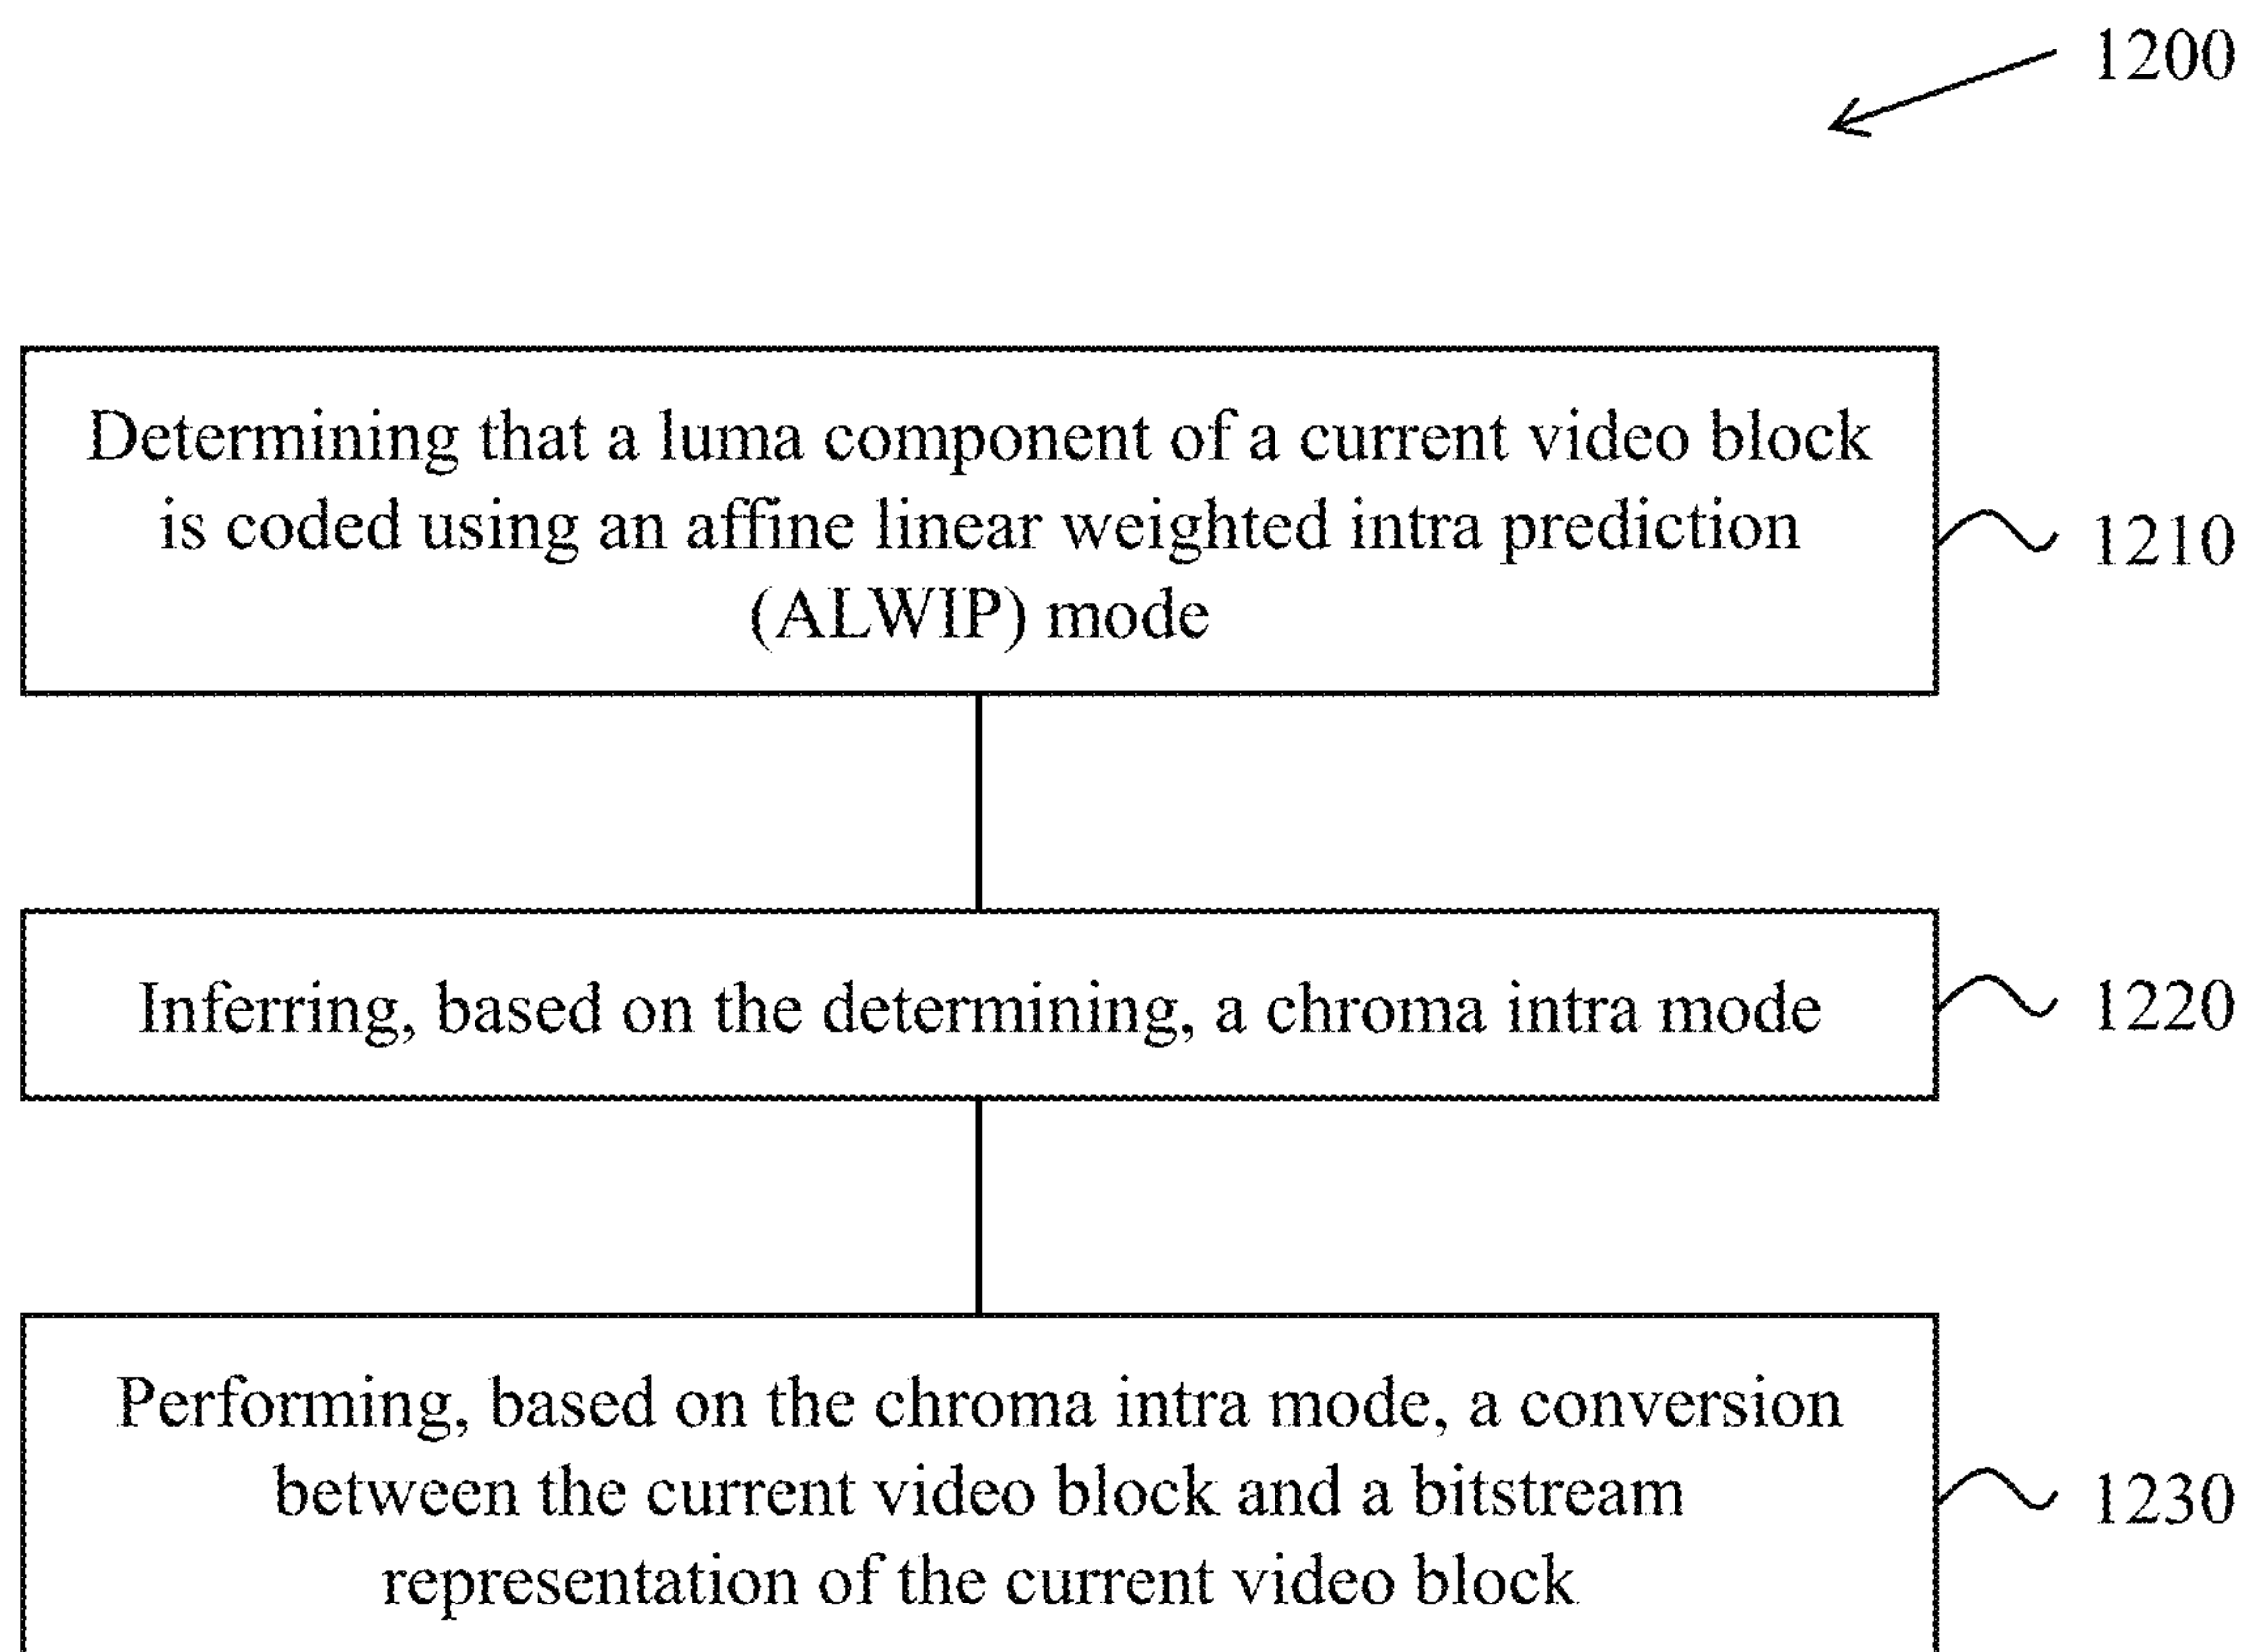 1200
Determining that a luma component of a current video block
is coded using an affine linear weighted intra prediction
(ALWIP) mode
1210
Inferring, based on the determining, a chroma intra mode
1220
Performing, based on the chroma intra mode, a conversion
between the current video block and a bitstream
representation of the current video block
1230